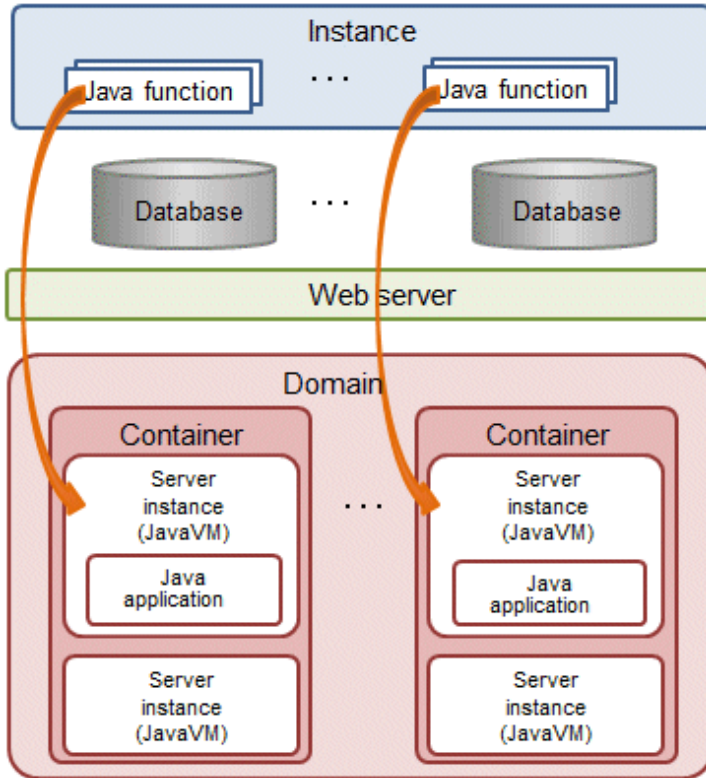 Instance
Java function
...
Java function
Database
...
Database
Web server
Domain
Container
Server
instance
(JavaVM)
Java
application
Server
instance
(JavaVM)
...
Container
Server
instance
(JavaVM)
Java
application
Server
instance
(JavaVM)